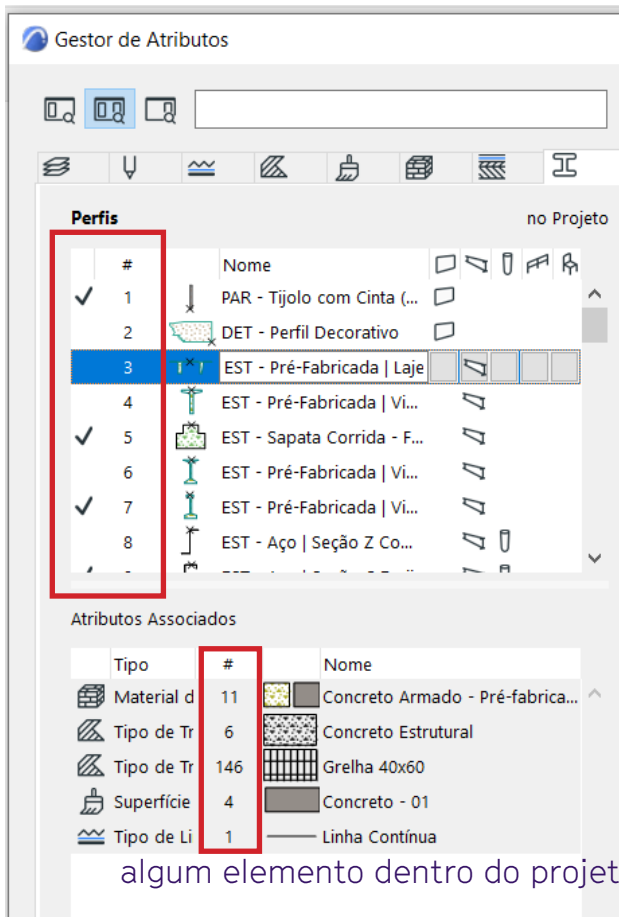 Gestor de Atributos
Perfis no Projeto
# Nome
1 PAR - Tijolo com Cinta (...
2 DET - Perfil Decorativo
3 EST - Pré-Fabricada | Laje
4 EST - Pré-Fabricada | Vi...
5 EST - Sapata Corrida - F...
6 EST - Pré-Fabricada | Vi...
7 EST - Pré-Fabricada | Vi...
8 EST - Aço | Seção Z Co...
Atributos Associados
Tipo # Nome
Material d 11 Concreto Armado - Pré-fabrica...
Tipo de Tr 6 Concreto Estrutural
Tipo de Tr 146 Grelha 40x60
Superfície 4 Concreto - 01
Tipo de Li 1 Linha Contínua
algum elemento dentro do projet